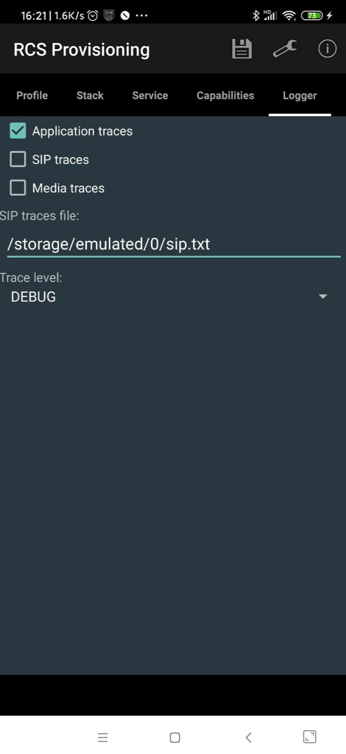 16:21 | 1.6K/s
HD
73
RCS Provisioning
Profile Stack Service Capabilities Logger
Application traces
SIP traces
Media traces
SIP traces file:
/storage/emulated/0/sip.txt
Trace level:
DEBUG